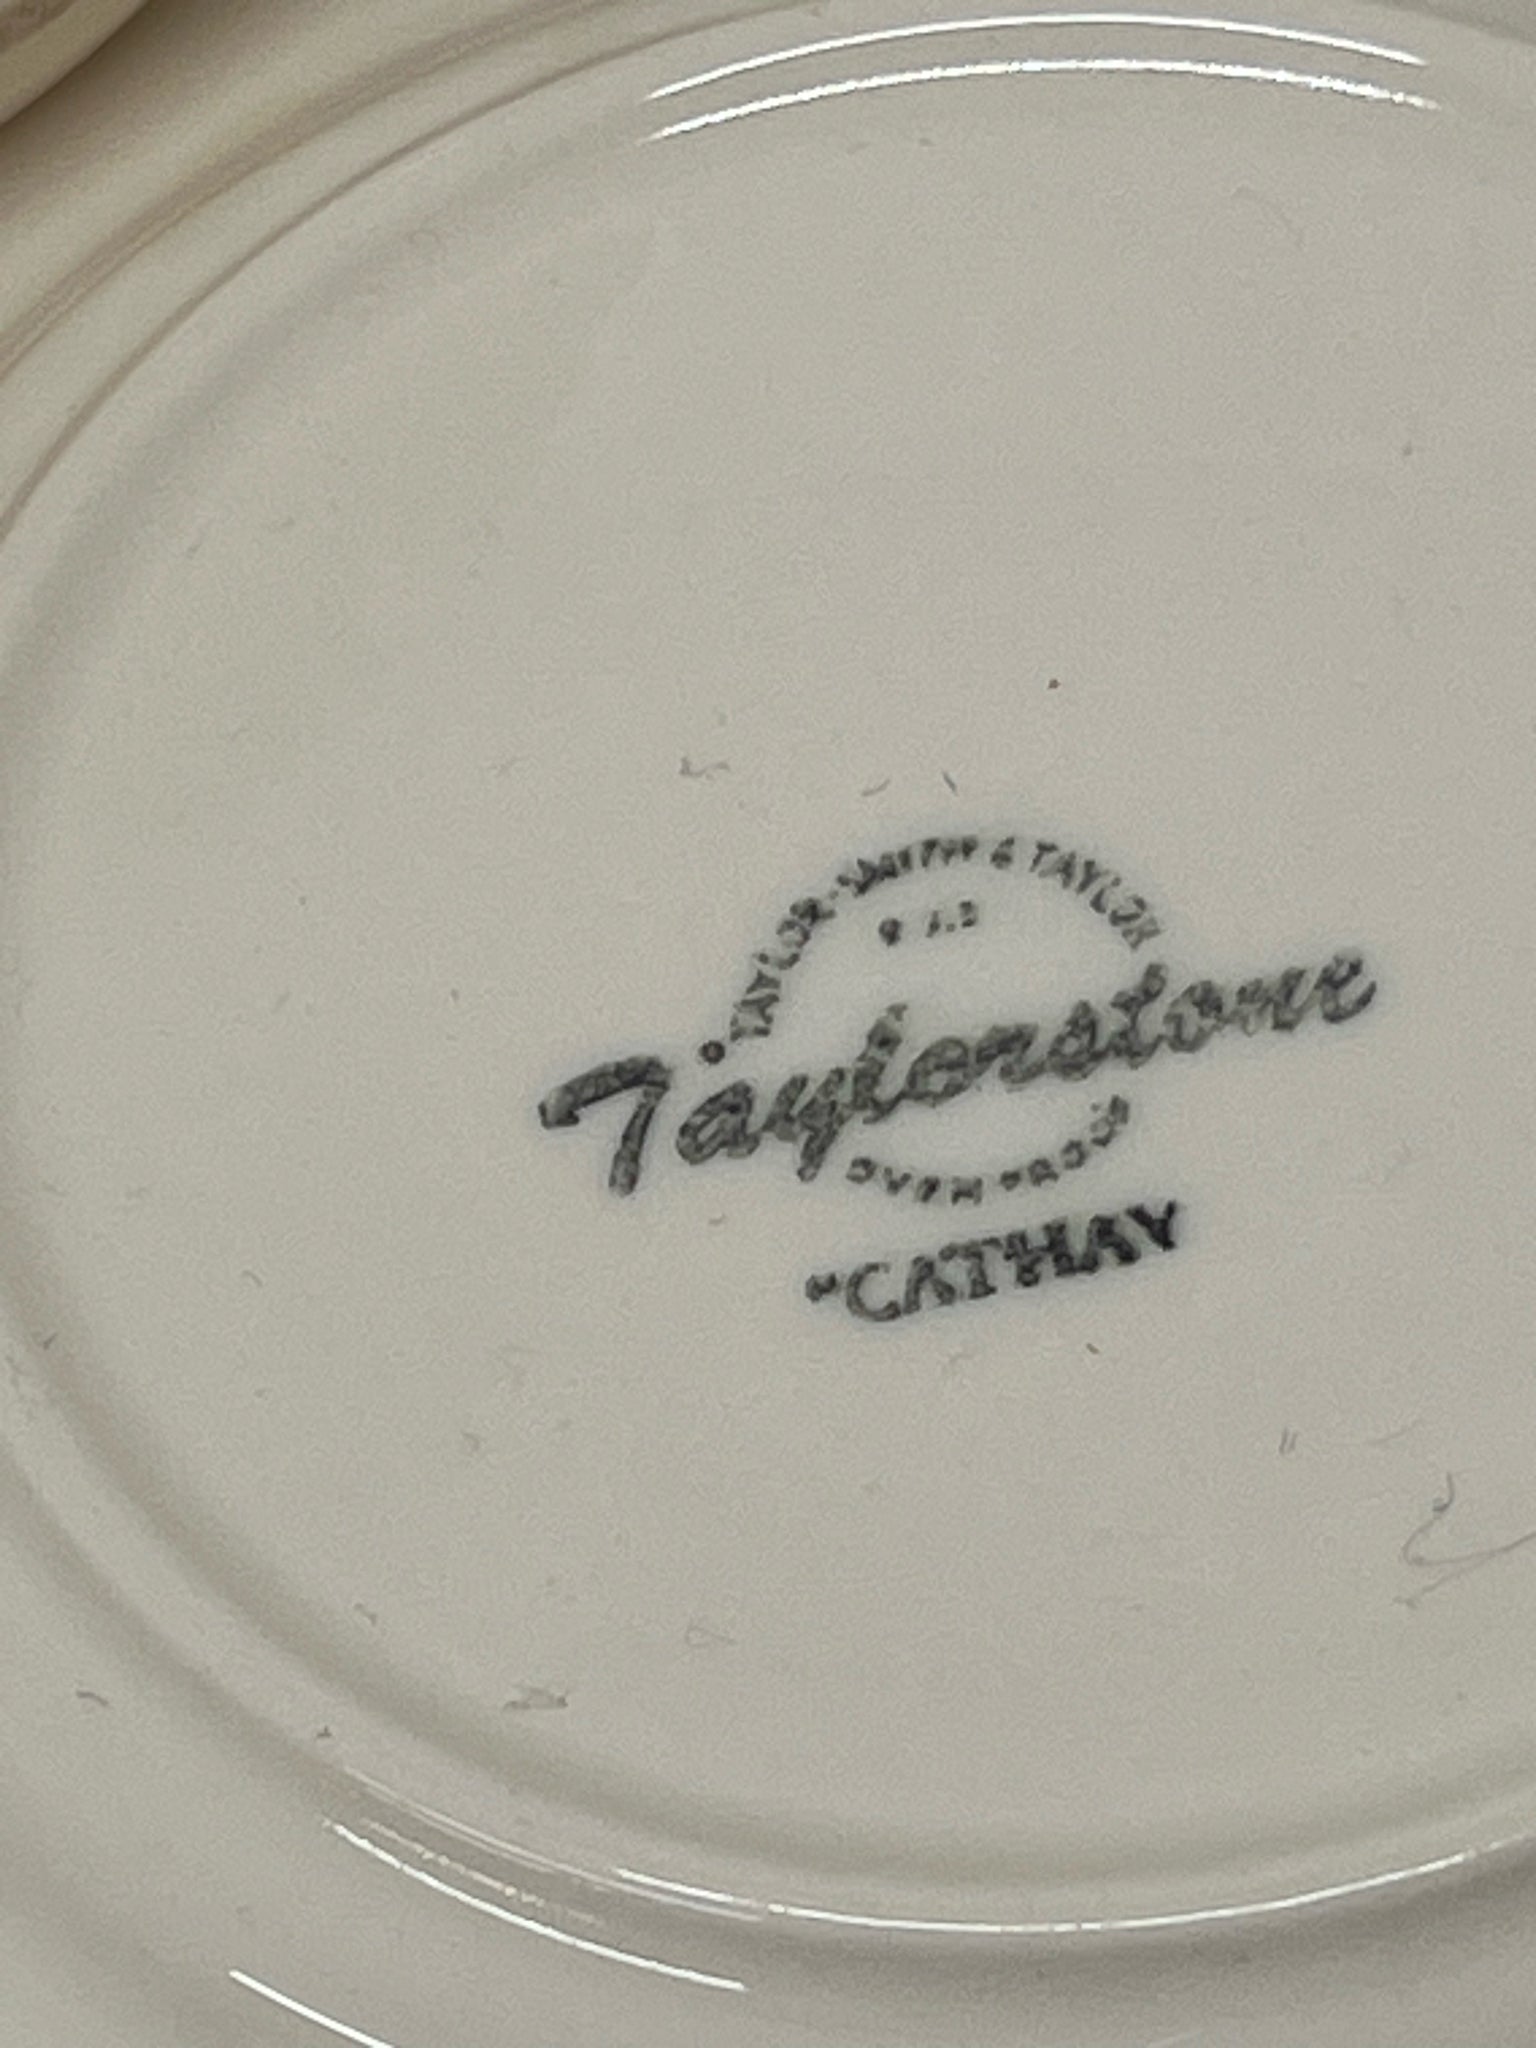 TAYLOR·SMITH & TAYLOR
Taylorstone
OVEN PROOF
"CATHAY